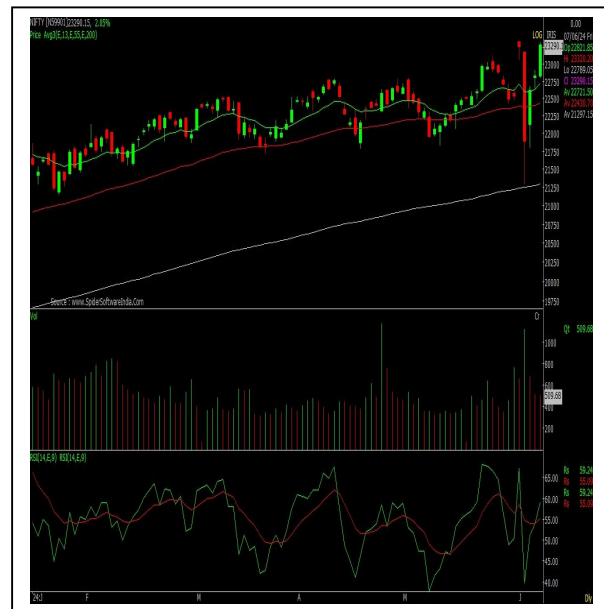 NIFTY [N59901]23290.15, 2.05%
Price Avg3(E,13,E,55,E,200)
LOG
IRIS
0.00
07/06/24 Fri
Op 22821.85
Hi 23320.20
Lo 22789.05
Cl 23290.15
Av 22721.50
Av 22438.70
Av 21297.15
23290.
23000
22750
22500
22250
22000
21750
21500
21250
21000
20750
20500
20250
20000
19750
Source : www.SpiderSoftwareIndia.Com
Vol
Cr
Qt 509.68
1000
800
509.68
400
200
RSI(14,E,9) RSI(14,E,9)
Rs 59.24
Rs 55.09
Rs 59.24
Rs 55.09
65.00
60.00
55.00
50.00
45.00
40.00
24:J F M A M J
Dly